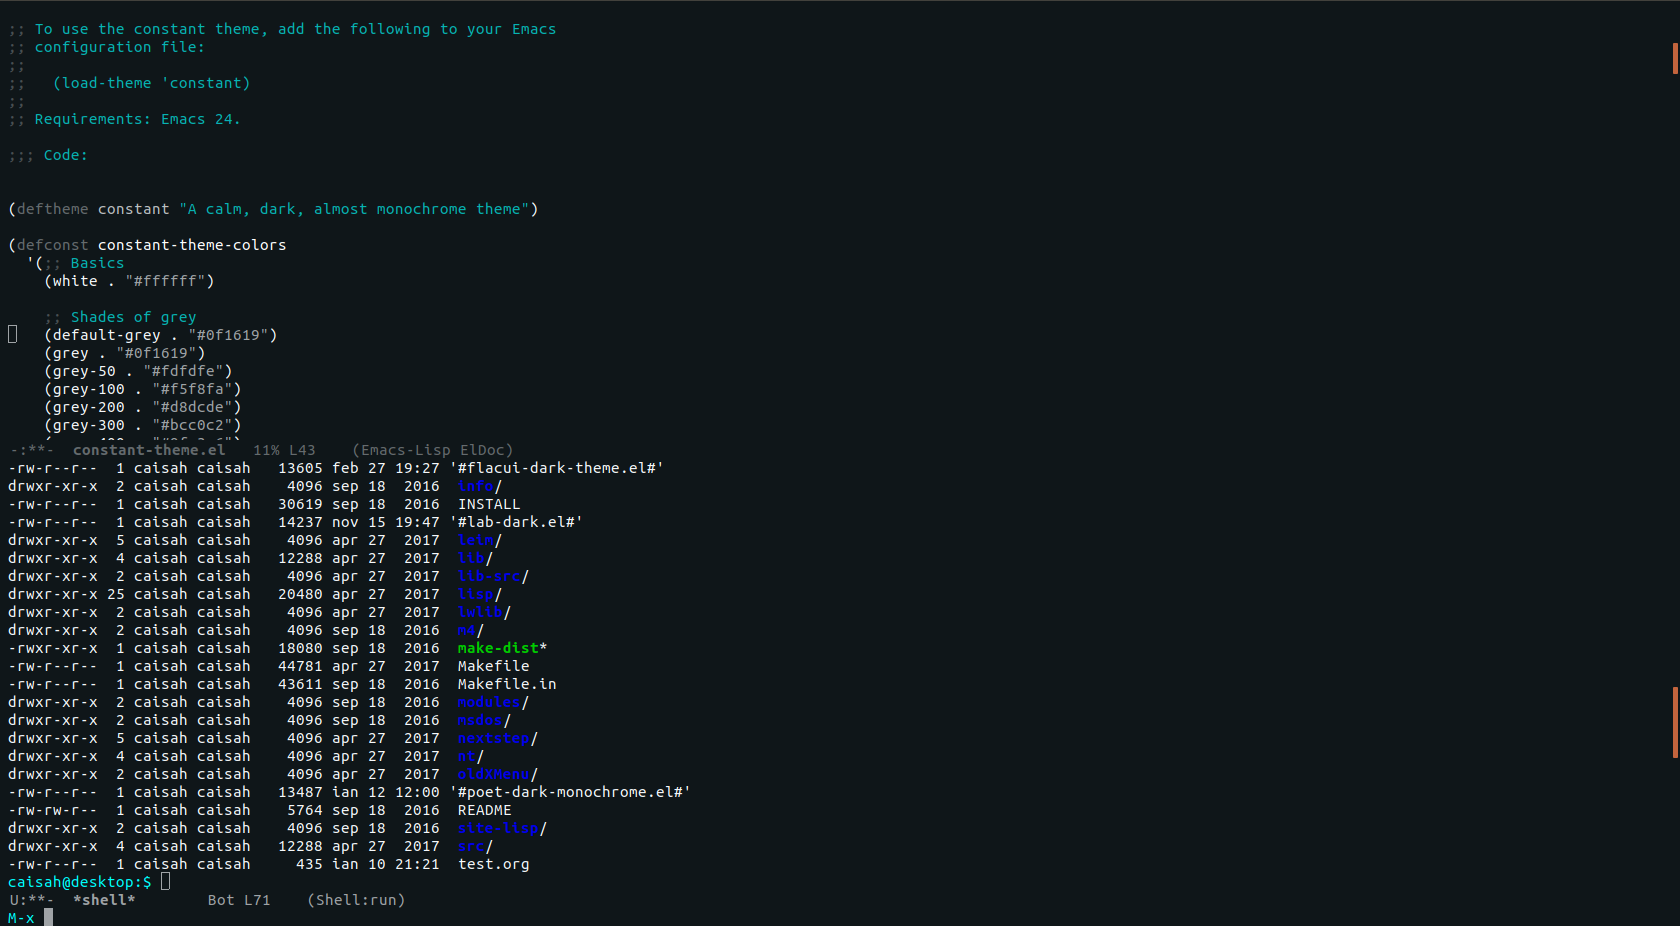 ;; To use the constant theme, add the following to your Emacs
;; configuration file:
;;
;;   (load-theme 'constant)
;;
;; Requirements: Emacs 24.
;;; Code:
(deftheme constant "A calm, dark, almost monochrome theme")
(defconst constant-theme-colors
  '(;; Basics
    (white . "#ffffff")
    ;; Shades of grey
    (default-grey . "#0f1619")
    (grey . "#0f1619")
    (grey-50 . "#fdfdfe")
    (grey-100 . "#f5f8fa")
    (grey-200 . "#d8dcde")
    (grey-300 . "#bcc0c2")
-:**-  constant-theme.el   11% L43    (Emacs-Lisp ElDoc)
-rw-r--r--  1 caisah caisah   13605 feb 27 19:27 '#flacui-dark-theme.el#'
drwxr-xr-x  2 caisah caisah    4096 sep 18  2016  info/
-rw-r--r--  1 caisah caisah   30619 sep 18  2016  INSTALL
-rw-r--r--  1 caisah caisah   14237 nov 15 19:47 '#lab-dark.el#'
drwxr-xr-x  5 caisah caisah    4096 apr 27  2017  leim/
drwxr-xr-x  4 caisah caisah   12288 apr 27  2017  lib/
drwxr-xr-x  2 caisah caisah    4096 apr 27  2017  lib-src/
drwxr-xr-x 25 caisah caisah   20480 apr 27  2017  lisp/
drwxr-xr-x  2 caisah caisah    4096 apr 27  2017  lwlib/
drwxr-xr-x  2 caisah caisah    4096 sep 18  2016  m4/
-rwxr-xr-x  1 caisah caisah   18080 sep 18  2016  make-dist*
-rw-r--r--  1 caisah caisah   44781 apr 27  2017  Makefile
-rw-r--r--  1 caisah caisah   43611 sep 18  2016  Makefile.in
drwxr-xr-x  2 caisah caisah    4096 sep 18  2016  modules/
drwxr-xr-x  2 caisah caisah    4096 sep 18  2016  msdos/
drwxr-xr-x  5 caisah caisah    4096 apr 27  2017  nextstep/
drwxr-xr-x  4 caisah caisah    4096 apr 27  2017  nt/
drwxr-xr-x  2 caisah caisah    4096 apr 27  2017  oldXMenu/
-rw-r--r--  1 caisah caisah   13487 ian 12 12:00 '#poet-dark-monochrome.el#'
-rw-rw-r--  1 caisah caisah    5764 sep 18  2016  README
drwxr-xr-x  2 caisah caisah    4096 sep 18  2016  site-lisp/
drwxr-xr-x  4 caisah caisah   12288 apr 27  2017  src/
-rw-r--r--  1 caisah caisah     435 ian 10 21:21  test.org
caisah@desktop:$
U:**-  *shell*        Bot L71    (Shell:run)
M-x